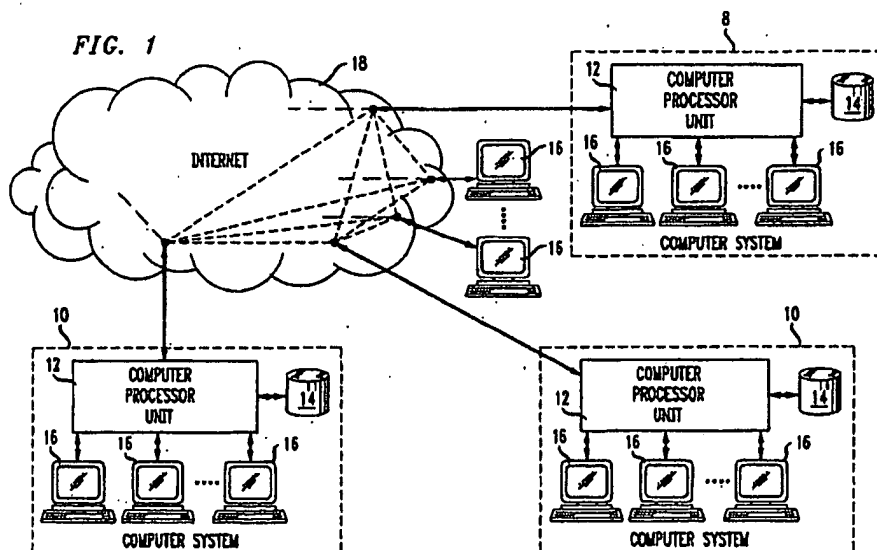 FIG. 1
18
INTERNET
16
16
8
12
COMPUTER
PROCESSOR
UNIT
14
16
16
16
COMPUTER SYSTEM
10
12
COMPUTER
PROCESSOR
UNIT
14
16
16
16
COMPUTER SYSTEM
10
12
COMPUTER
PROCESSOR
UNIT
14
16
16
16
COMPUTER SYSTEM